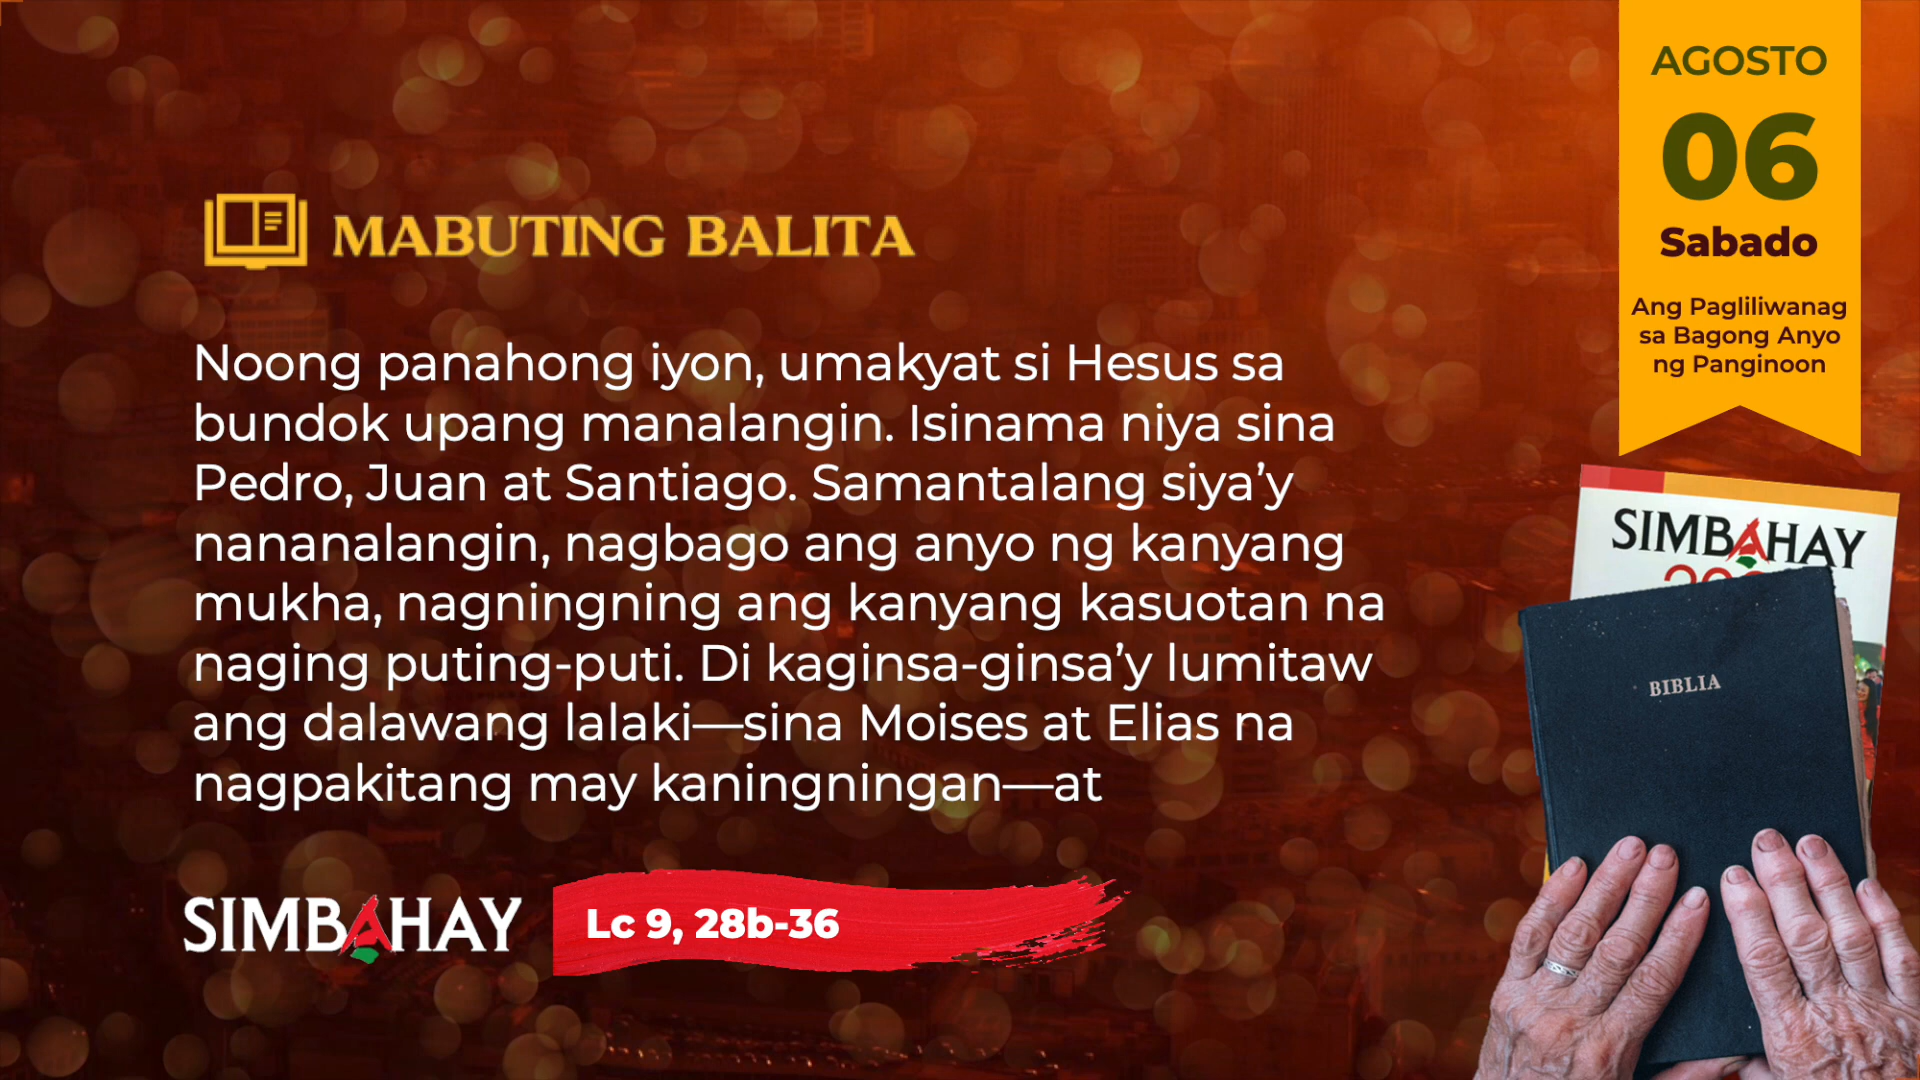 MABUTING BALITA
Noong panahong iyon, umakyat si Hesus sa
bundok upang manalangin. Isinama niya sina
Pedro, Juan at Santiago. Samantalang siya’y
nananalangin, nagbago ang anyo ng kanyang
mukha, nagningning ang kanyang kasuotan na
naging puting-puti. Di kaginsa-ginsa’y lumitaw
ang dalawang lalaki—sina Moises at Elias na
nagpakitang may kaningningan—at
SIMBAHAY
Lc 9, 28b-36
AGOSTO
06
Sabado
Ang Pagliliwanag
sa Bagong Anyo
ng Panginoon
SIMBAHAY
BIBLIA